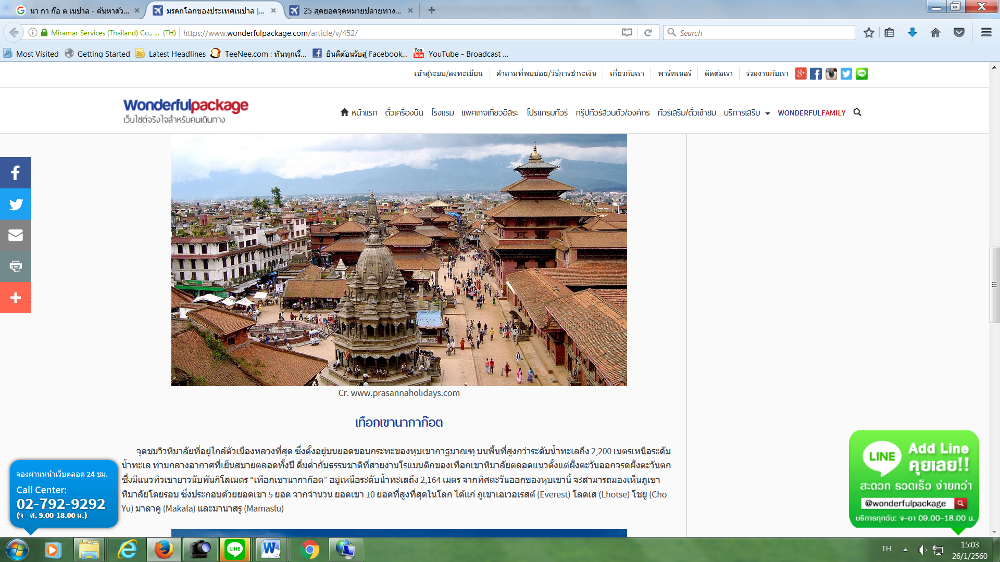 นา กา ก๊อ ต เนปาล - ค้นหาด้ว...
มรดกโลกของประเทศเนปาล |...
25 สุดยอดจุดหมายปลายทาง...
Miramar Services (Thailand) Co., ... (TH)
https://www.wonderfulpackage.com/article/v/452/
Search
Most Visited
Getting Started
Latest Headlines
TeeNee.com : ทันทุกเรื่...
ยินดีต้อนรับสู่ Facebook...
YouTube - Broadcast ...
เข้าสู่ระบบ/ลงทะเบียน
คำถามที่พบบ่อย/วิธีการชำระเงิน
เกี่ยวกับเรา
พาร์ทเนอร์
ติดต่อเรา
ร่วมงานกับเรา
Wonderfulpackage
เว็บไซต์จริงใจสำหรับคนเดินทาง
หน้าแรก
ตั๋วเครื่องบิน
โรงแรม
แพคเกจเที่ยวอิสระ
โปรแกรมทัวร์
กรุ๊ปทัวร์ส่วนตัว/องค์กร
ทัวร์เสริม/ตั๋วเข้าชม
บริการเสริม
WONDERFULFAMILY
Cr. www.prasannaholidays.com
เทือกเขานากาก๊อต
จุดชมวิวหิมาลัยที่อยู่ใกล้ตัวเมืองหลวงที่สุด ซึ่งตั้งอยู่บนยอดขอบกระทะของหุบเขากาฐมาณฑุ บนพื้นที่สูงกว่าระดับน้ำทะเลถึง 2,200 เมตรเหนือระดับ
น้ำทะเล ท่ามกลางอากาศที่เย็นสบายตลอดทั้งปี ดื่มด่ำกับธรรมชาติที่สวยงามโรแมนติกของเทือกเขาหิมาลัยตลอดแนวตั้งแต่ฝั่งตะวันออกจรดฝั่งตะวันตก
ซึ่งมีแนวทิวเขายาวนับพันกิโลเมตร “เทือกเขานากาก๊อต” อยู่เหนือระดับน้ำทะเลถึง 2,164 เมตร จากทิศตะวันออกของหุบเขานี้ จะสามารถมองเห็นภูเขา
หิมาลัยโดยรอบ ซึ่งประกอบด้วยยอดเขา 5 ยอด จากจำนวน ยอดเขา 10 ยอดที่สูงที่สุดในโลก ได้แก่ ภูเขาเอเวอเรสต์ (Everest) โลดเส (Lhotse) โชยู (Cho
Yu) มาลาคู (Makala) และมานาสรู (Mamaslu)
จองผ่านหน้าเว็บตลอด 24 ชม.
Call Center:
02-792-9292
(จ - ส. 9.00-18.00 น.)
LINE
Add Line
คุยเลย!!
สะดวก รวดเร็ว ง่ายกว่า
@wonderfulpackage
บริการทุกวัน: จ-อา 09.00-18.00 น.
TH
15:03
26/1/2560